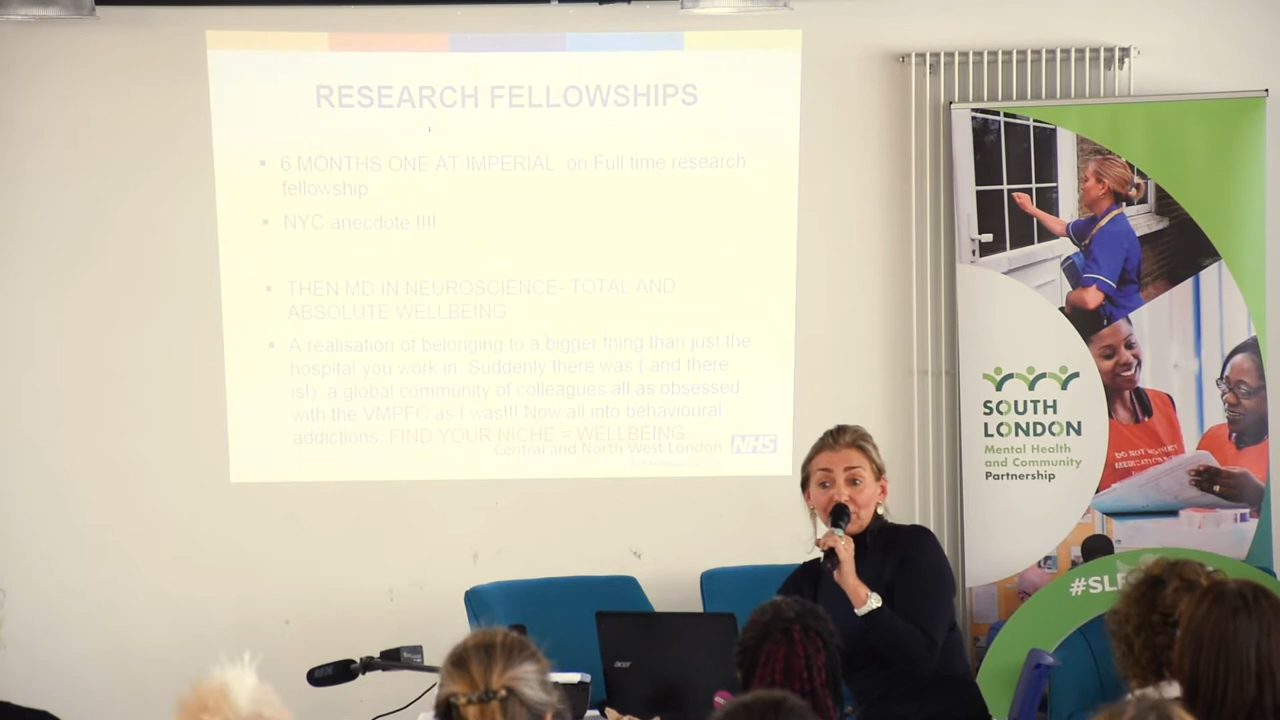 RESEARCH FELLOWSHIPS
6 MONTHS ONE AT IMPERIAL on Full time research
fellowship
NYC anecdote !!!!
THEN MD IN NEUROSCIENCE- TOTAL AND
ABSOLUTE WELLBEING
A realisation of belonging to a bigger thing than just the
hospital you work in Suddenly there was ( and there
is!) a global community of colleagues all as obsessed
with the VMPFC as I was!!! Now all into behavioural
addictions. FIND YOUR NICHE = WELLBEING
Central and North West London NHS
SOUTH
LONDON
Mental Health
and Community
Partnership
DO NOT
acer